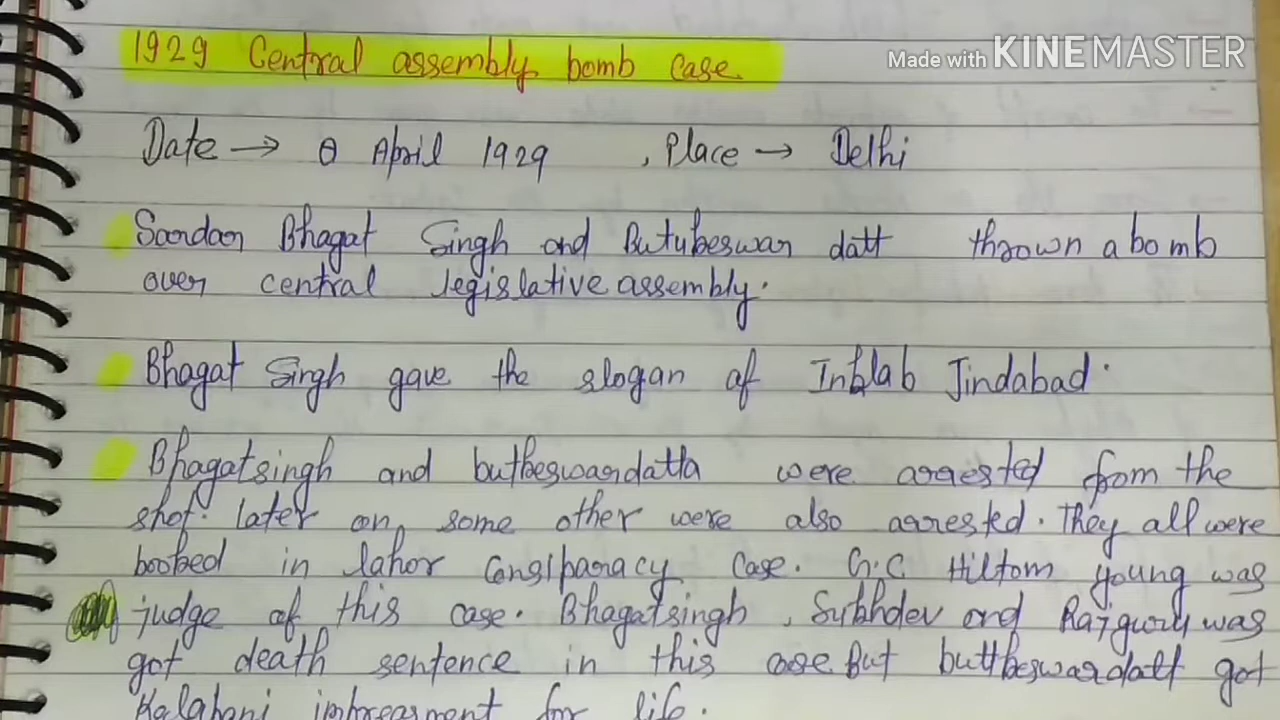 1929 Central assembly bomb case.
Made with KINEMASTER
Date → 8 April 1929 , Place → Delhi
Sardar Bhagat Singh and Butukeswar datt thrown a bomb
over central legislative assembly.
Bhagat Singh gave the slogan of Inklab Jindabad.
Bhagatsingh and butkeswardatta were arrested from the
shot. later on, some other were also arrested. They all were
booked in lahor Conspiracy Case. G.C Hiltom young was
judge of this case. Bhagatsingh, Sukhdev and Rajguru was
got death sentence in this case But buttkeswardatt got
Kalapani for life.